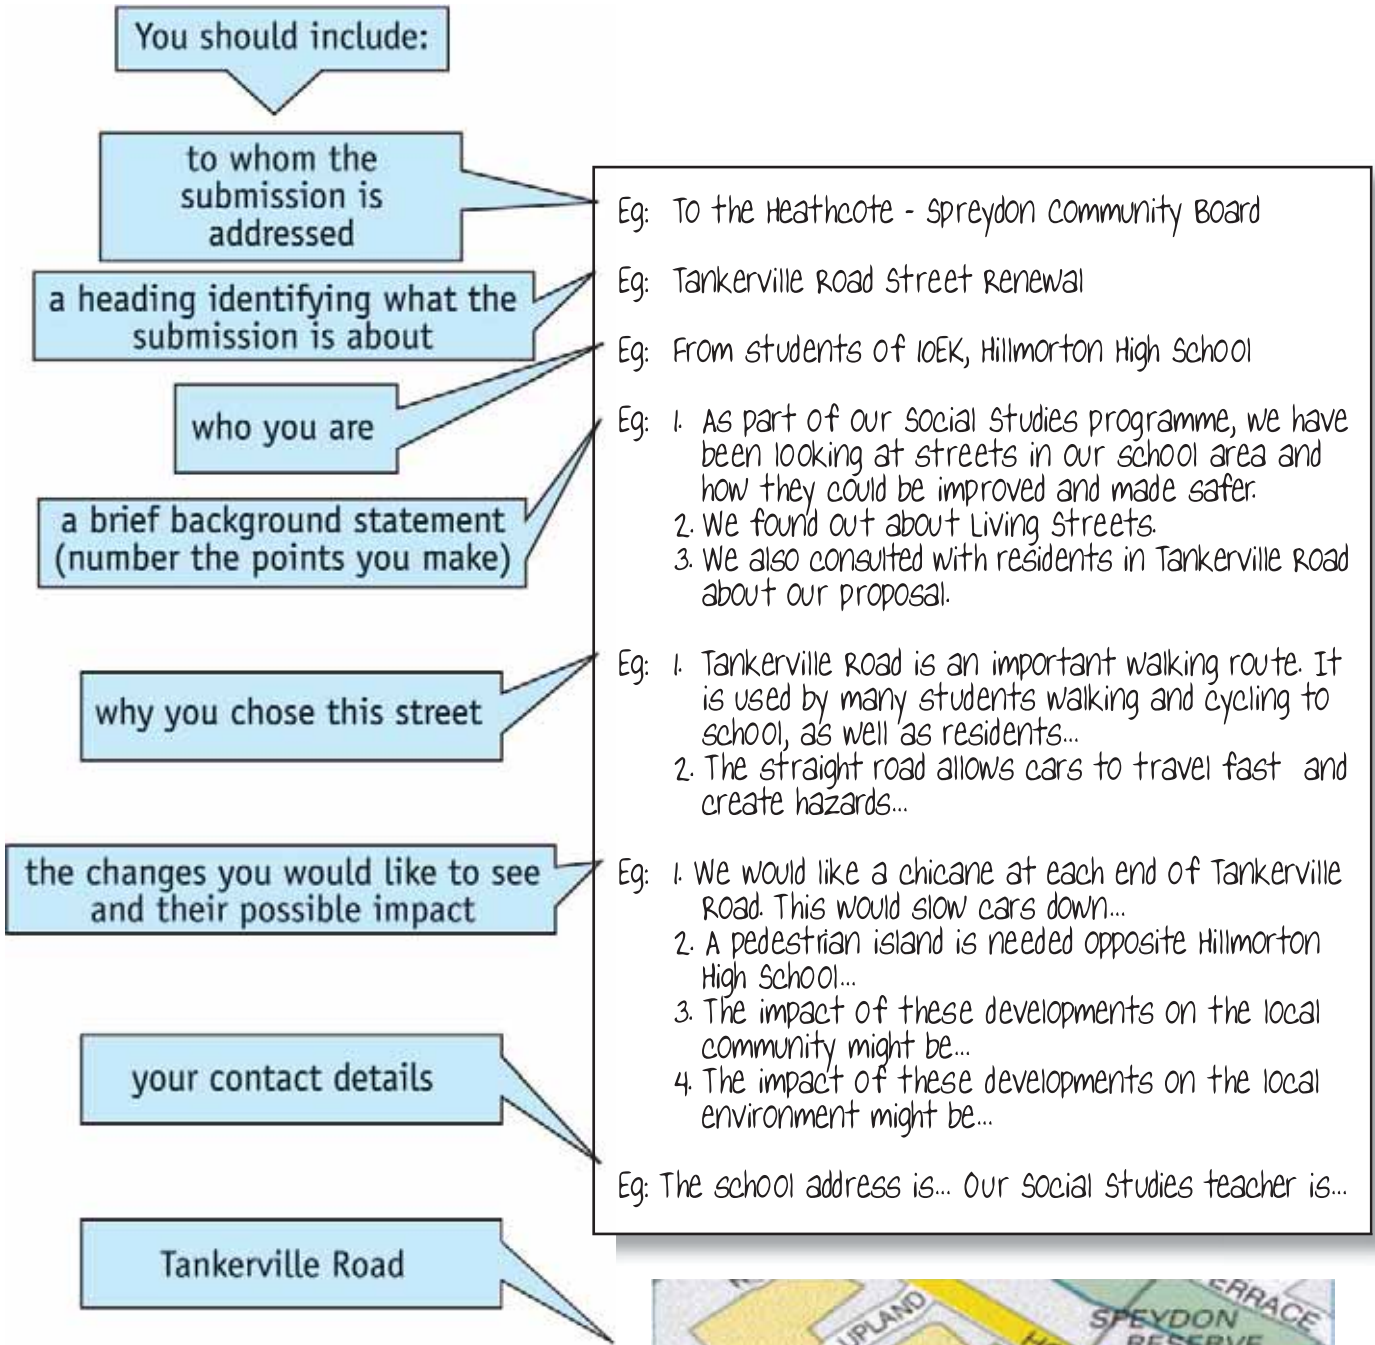 You should include:
to whom the
submission is
addressed
Eg: To the Heathcote - Spreydon Community Board
a heading identifying what the
submission is about
Eg: Tankerville Road Street Renewal
who you are
Eg: From students of 10EK, Hillmorton High School
a brief background statement
(number the points you make)
Eg: 1. As part of our Social Studies programme, we have
been looking at streets in our school area and
how they could be improved and made safer.
2. We found out about Living Streets.
3. We also consulted with residents in Tankerville Road
about our proposal.
why you chose this street
Eg: 1. Tankerville Road is an important walking route. It
is used by many students walking and cycling to
school, as well as residents...
2. The straight road allows cars to travel fast and
create hazards...
the changes you would like to see
and their possible impact
Eg: 1. We would like a chicane at each end of Tankerville
Road. This would slow cars down...
2. A pedestrian island is needed opposite Hillmorton
High School...
3. The impact of these developments on the local
community might be...
4. The impact of these developments on the local
environment might be...
your contact details
Eg: The school address is... Our Social Studies teacher is...
Tankerville Road
UPLAND
SPEYDON
RESERVE